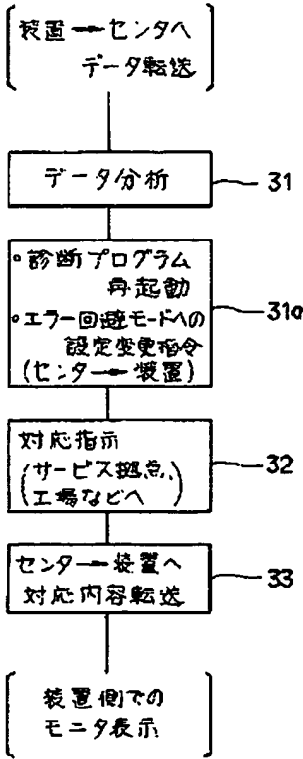 装置→センタへ
データ転送
データ分析
31
・診断プログラム
再起動
・エラー回避モードへの
設定変更指令
(センタ→装置)
31a
対応指示
(サービス拠点、
工場などへ)
32
センター→装置へ
対応内容転送
33
装置側での
モニタ表示